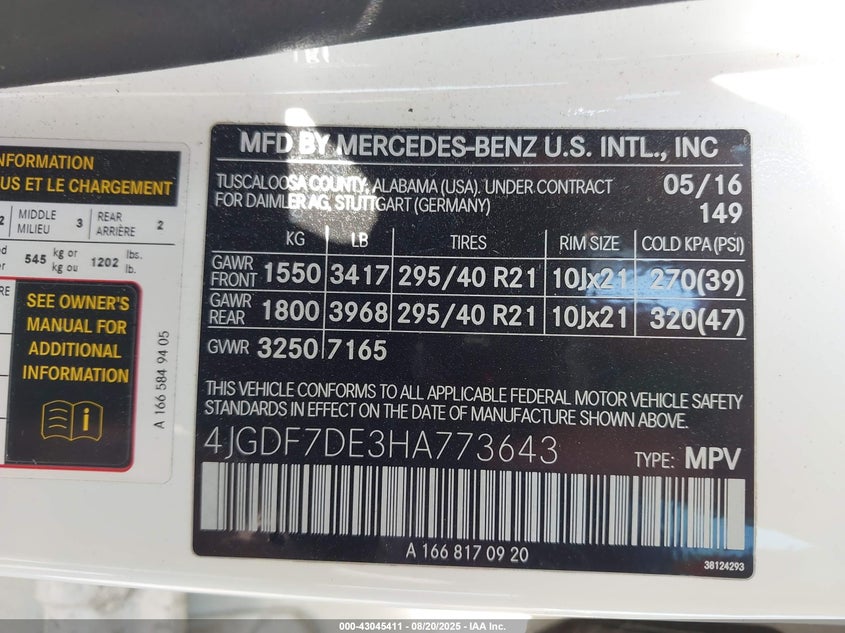 NFORMATION
US ET LE CHARGEMENT
2 MIDDLE MILIEU 3 REAR ARRIÈRE 2
545 kg or kg ou 1202 lbs. lb.
SEE OWNER'S
MANUAL FOR
ADDITIONAL
INFORMATION
A 166 584 94 05
MFD BY MERCEDES-BENZ U.S. INTL., INC
TUSCALOOSA COUNTY, ALABAMA (USA). UNDER CONTRACT 05/16
FOR DAIMLER AG, STUTTGART (GERMANY) 149
KG LB TIRES RIM SIZE COLD KPA (PSI)
GAWR FRONT 1550 3417 295/40 R21 10Jx21 270(39)
GAWR REAR 1800 3968 295/40 R21 10Jx21 320(47)
GVWR 3250 7165
THIS VEHICLE CONFORMS TO ALL APPLICABLE FEDERAL MOTOR VEHICLE SAFETY
STANDARDS IN EFFECT ON THE DATE OF MANUFACTURE SHOWN ABOVE.
4JGDF7DE3HA773643 TYPE: MPV
A 166 817 09 20
38124293
000-43045411 - 08/20/2025 - IAA Inc.